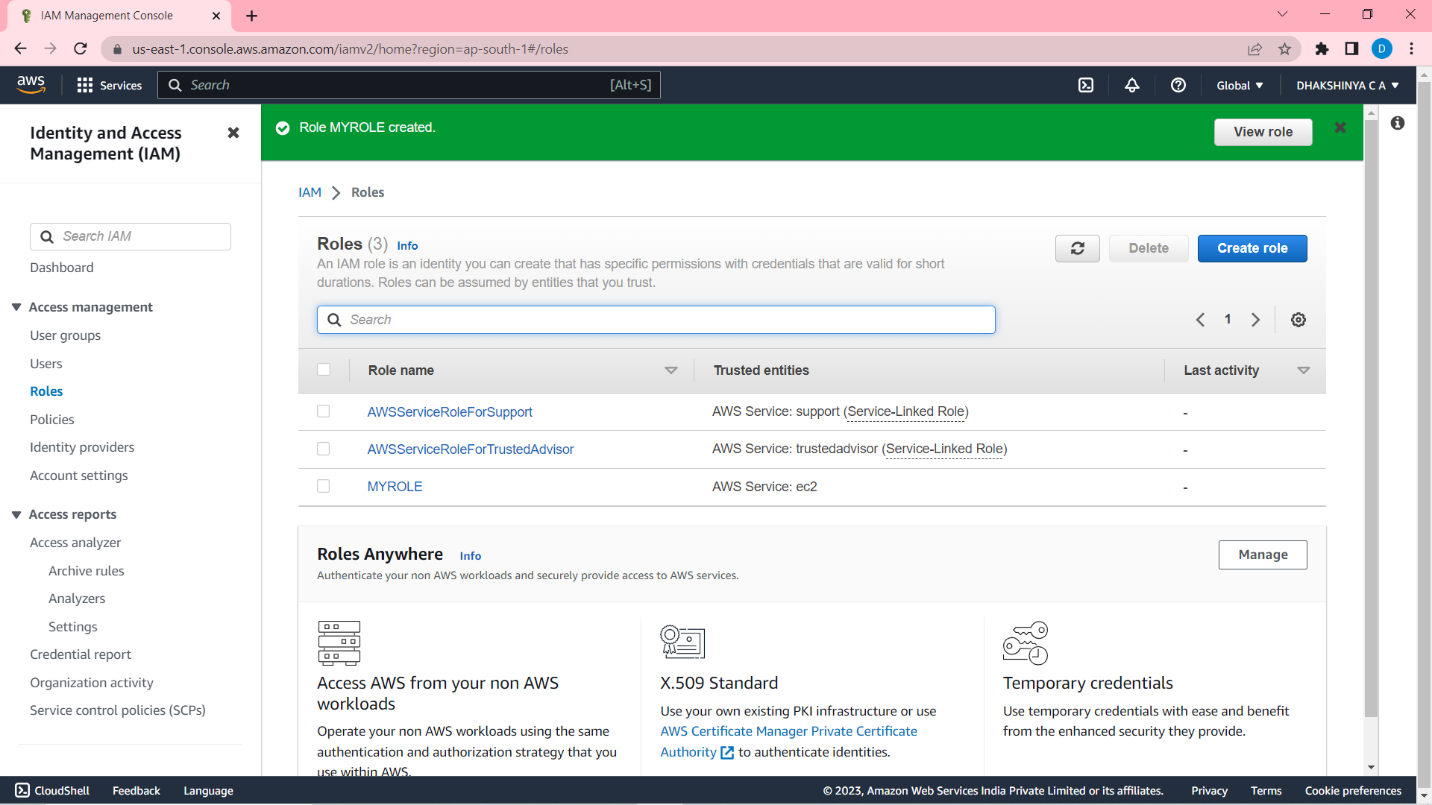 IAM Management Console
us-east-1.console.aws.amazon.com/iamv2/home?region=ap-south-1#/roles
D
aws
Services
Search
[Alt+S]
Global
DHAKSHINYA C A
Identity and Access
Management (IAM)
Search IAM
Dashboard
Access management
User groups
Users
Roles
Policies
Identity providers
Account settings
Access reports
Access analyzer
Archive rules
Analyzers
Settings
Credential report
Organization activity
Service control policies (SCPs)
Role MYROLE created.
View role
IAM
Roles
Roles (3) Info
An IAM role is an identity you can create that has specific permissions with credentials that are valid for short
durations. Roles can be assumed by entities that you trust.
Delete
Create role
Search
1
Role name Trusted entities Last activity
AWSServiceRoleForSupport AWS Service: support (Service-Linked Role) -
AWSServiceRoleForTrustedAdvisor AWS Service: trustedadvisor (Service-Linked Role) -
MYROLE AWS Service: ec2 -
Roles Anywhere Info
Authenticate your non AWS workloads and securely provide access to AWS services.
Manage
Access AWS from your non AWS
workloads
Operate your non AWS workloads using the same
authentication and authorization strategy that you
use within AWS.
X.509 Standard
Use your own existing PKI infrastructure or use
AWS Certificate Manager Private Certificate
Authority to authenticate identities.
Temporary credentials
Use temporary credentials with ease and benefit
from the enhanced security they provide.
CloudShell
Feedback
Language
© 2023, Amazon Web Services India Private Limited or its affiliates.
Privacy
Terms
Cookie preferences